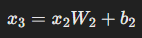 x₃ = x₂W₂ + b₂